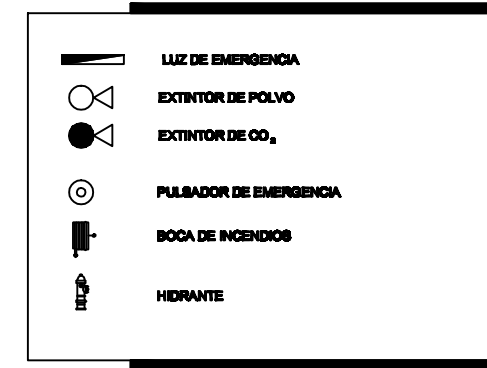 LUZ DE EMERGENCIA
EXTINTOR DE POLVO
EXTINTOR DE CO₂
PULSADOR DE EMERGENCIA
BOCA DE INCENDIOS
HIDRANTE